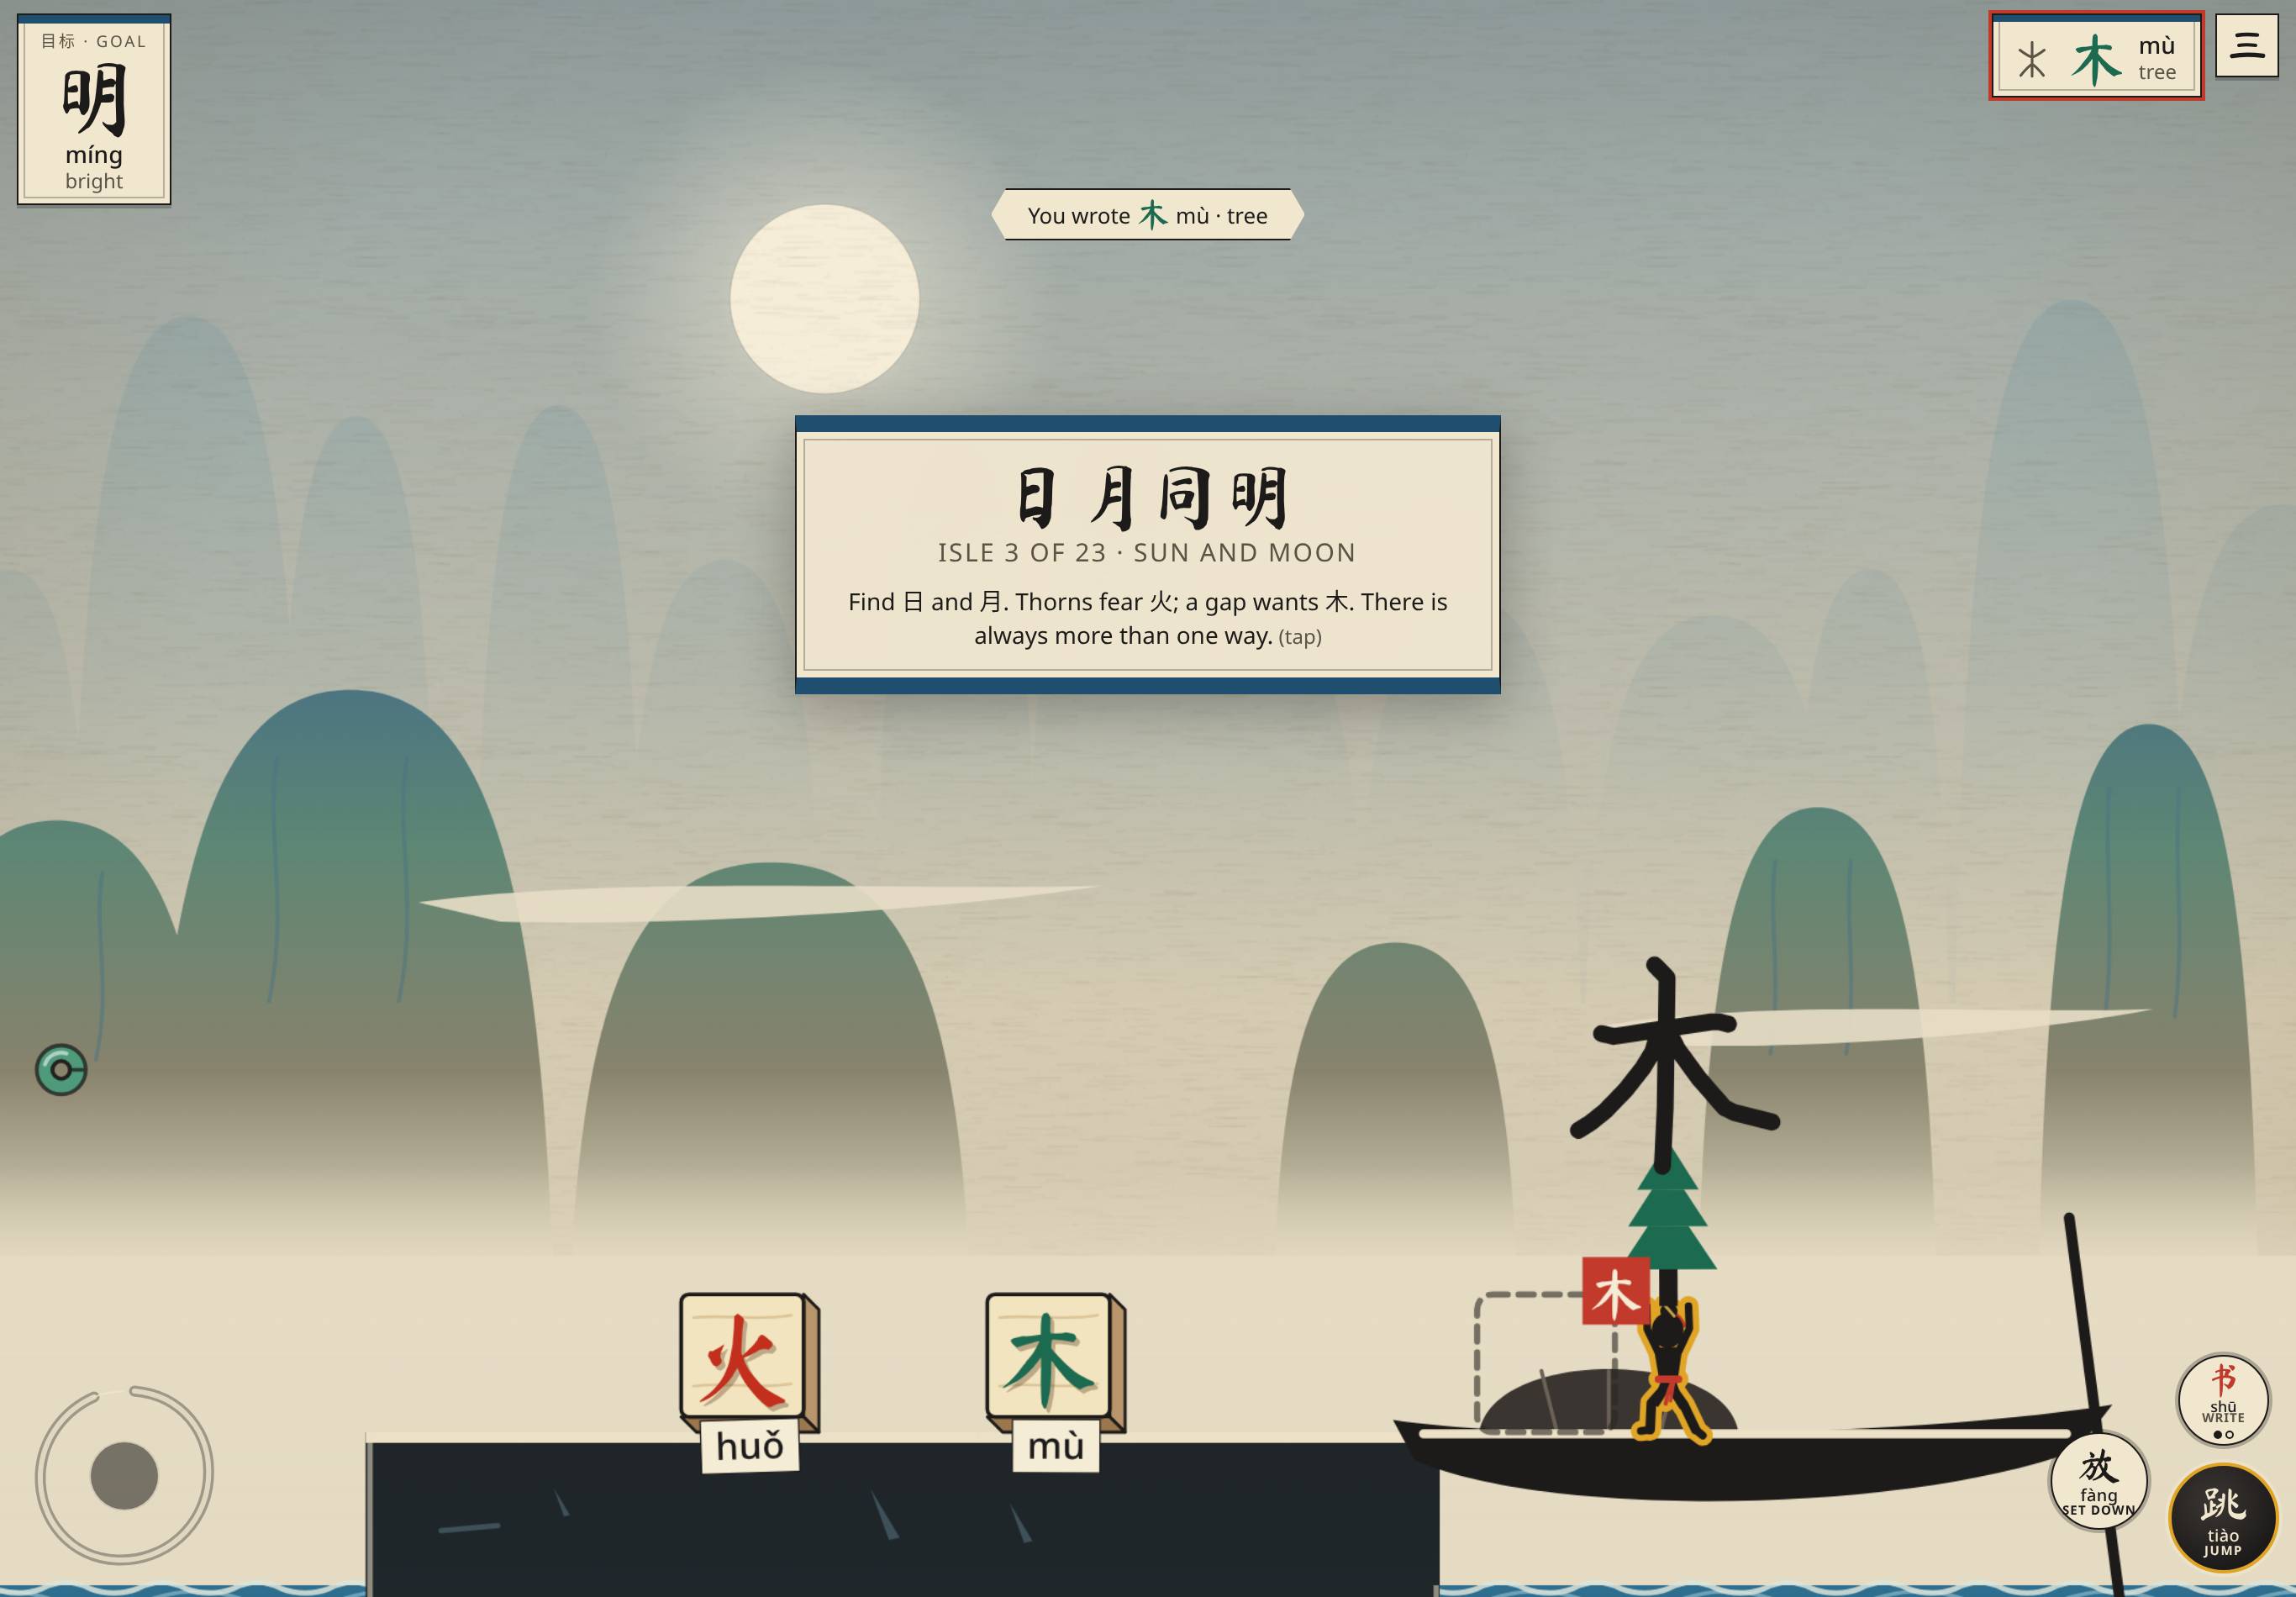 目标 · GOAL
明
míng
bright
木 mù
tree
三
You wrote 木 mù · tree
日月同明
ISLE 3 OF 23 · SUN AND MOON
Find 日 and 月. Thorns fear 火; a gap wants 木. There is
always more than one way. (tap)
木
木
火
huǒ
木
mù
书
shū
WRITE
放
fàng
SET DOWN
跳
tiào
JUMP